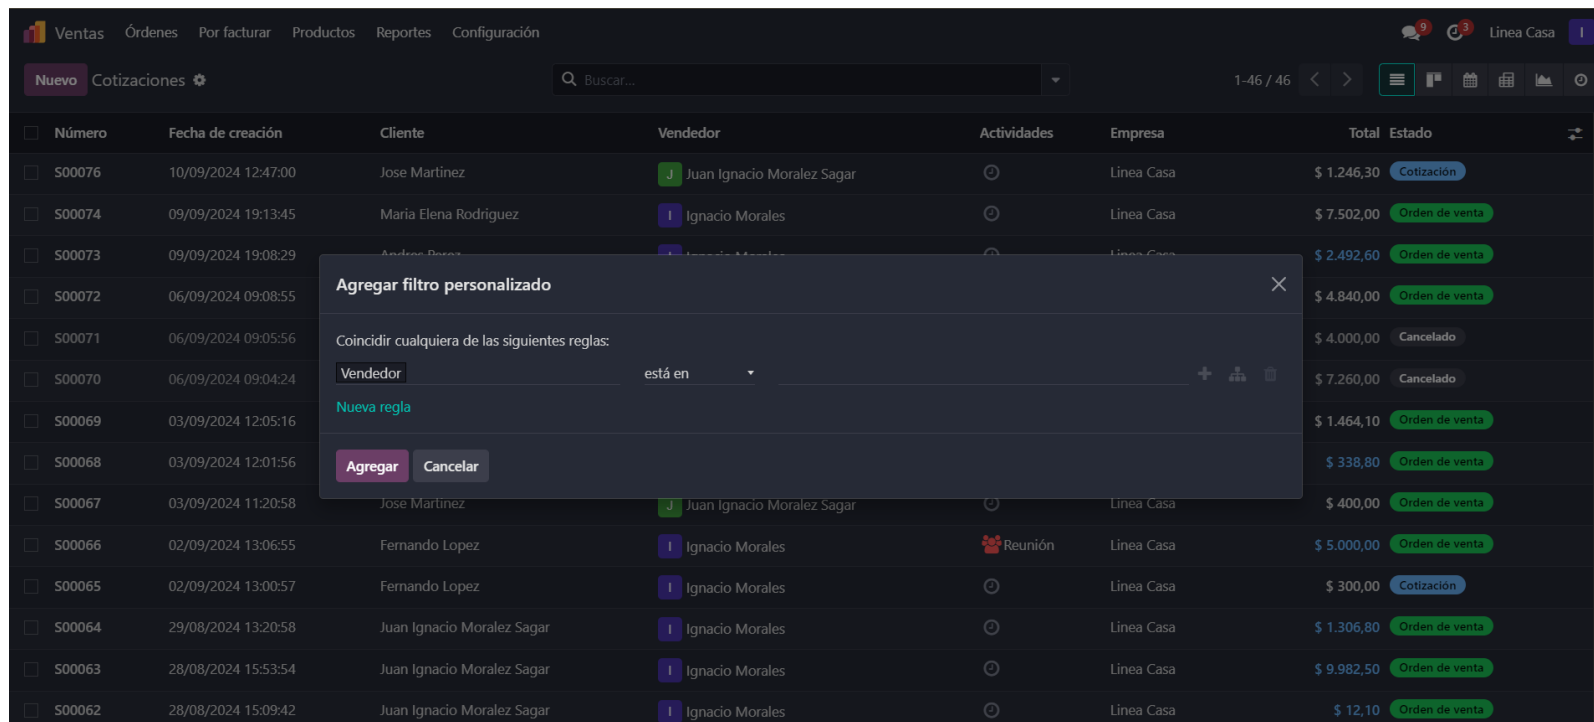 Ventas Órdenes Por facturar Productos Reportes Configuración 9 3 Linea Casa I
Nuevo Cotizaciones Buscar... 1-46 / 46
Número Fecha de creación Cliente Vendedor Actividades Empresa Total Estado
S00076 10/09/2024 12:47:00 Jose Martinez J Juan Ignacio Moralez Sagar Linea Casa $ 1.246,30 Cotización
S00074 09/09/2024 19:13:45 Maria Elena Rodriguez I Ignacio Morales Linea Casa $ 7.502,00 Orden de venta
S00073 09/09/2024 19:08:29 Andres Perez I Ignacio Morales Linea Casa $ 2.492,60 Orden de venta
S00072 06/09/2024 09:08:55 $ 4.840,00 Orden de venta
S00071 06/09/2024 09:05:56 $ 4.000,00 Cancelado
S00070 06/09/2024 09:04:24 $ 7.260,00 Cancelado
S00069 03/09/2024 12:05:16 $ 1.464,10 Orden de venta
S00068 03/09/2024 12:01:56 $ 338,80 Orden de venta
Agregar filtro personalizado
Coincidir cualquiera de las siguientes reglas:
Vendedor está en
Nueva regla
Agregar Cancelar
S00067 03/09/2024 11:20:58 Jose Martinez J Juan Ignacio Moralez Sagar Linea Casa $ 400,00 Orden de venta
S00066 02/09/2024 13:06:55 Fernando Lopez I Ignacio Morales Reunión Linea Casa $ 5.000,00 Orden de venta
S00065 02/09/2024 13:00:57 Fernando Lopez I Ignacio Morales Linea Casa $ 300,00 Cotización
S00064 29/08/2024 13:20:58 Juan Ignacio Moralez Sagar I Ignacio Morales Linea Casa $ 1.306,80 Orden de venta
S00063 28/08/2024 15:53:54 Juan Ignacio Moralez Sagar I Ignacio Morales Linea Casa $ 9.982,50 Orden de venta
S00062 28/08/2024 15:09:42 Juan Ignacio Moralez Sagar I Ignacio Morales Linea Casa $ 12,10 Orden de venta